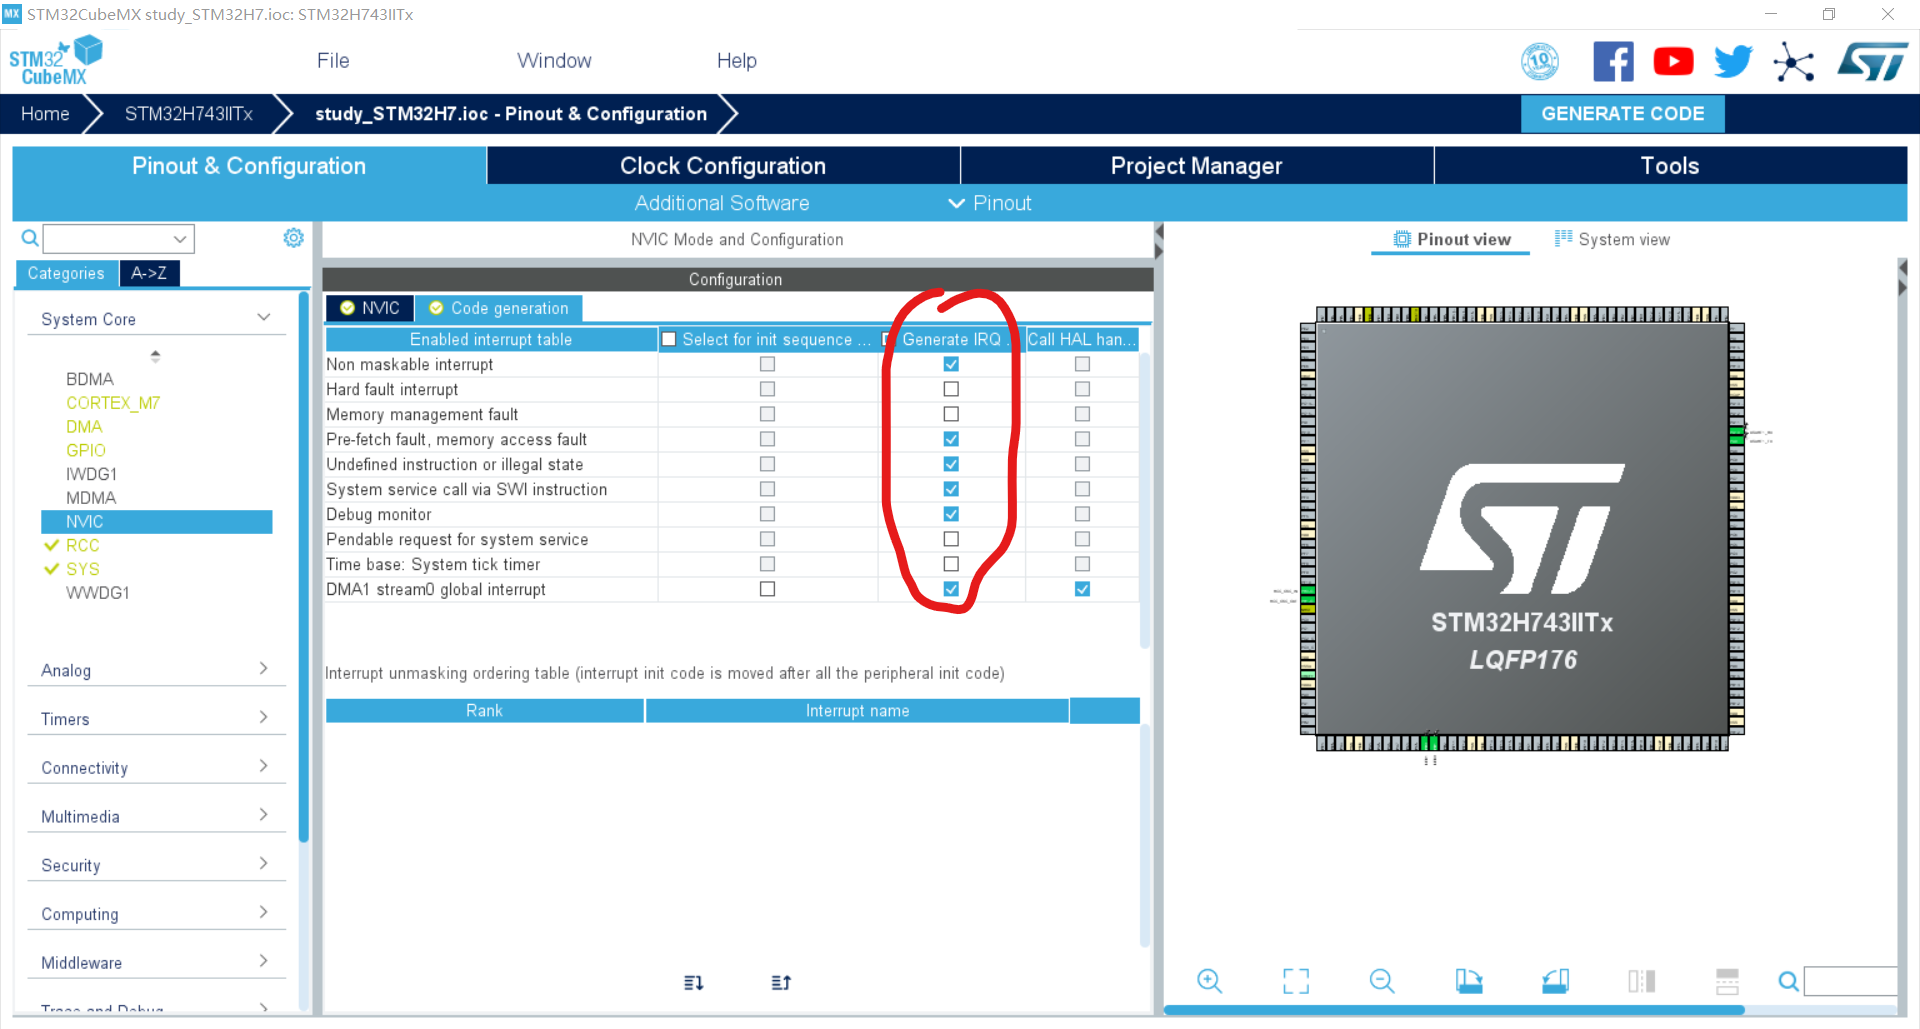 MX STM32CubeMX study_STM32H7.ioc: STM32H743IITx
STM32 CubeMX
File
Window
Help
10
ST
Home
STM32H743IITx
study_STM32H7.ioc - Pinout & Configuration
GENERATE CODE
Pinout & Configuration
Clock Configuration
Project Manager
Tools
Additional Software
Pinout
NVIC Mode and Configuration
Pinout view
System view
Categories
A->Z
Configuration
NVIC
Code generation
System Core
Enabled interrupt table
Select for init sequence ...
Generate IRQ ...
Call HAL han...
Non maskable interrupt
Hard fault interrupt
Memory management fault
Pre-fetch fault, memory access fault
Undefined instruction or illegal state
System service call via SWI instruction
Debug monitor
Pendable request for system service
Time base: System tick timer
DMA1 stream0 global interrupt
BDMA
CORTEX_M7
DMA
GPIO
IWDG1
MDMA
NVIC
RCC
SYS
WWDG1
Analog
Timers
Connectivity
Multimedia
Security
Computing
Middleware
Trace and Debug
Interrupt unmasking ordering table (interrupt init code is moved after all the peripheral init code)
Rank
Interrupt name
STM32H743IITx
LQFP176